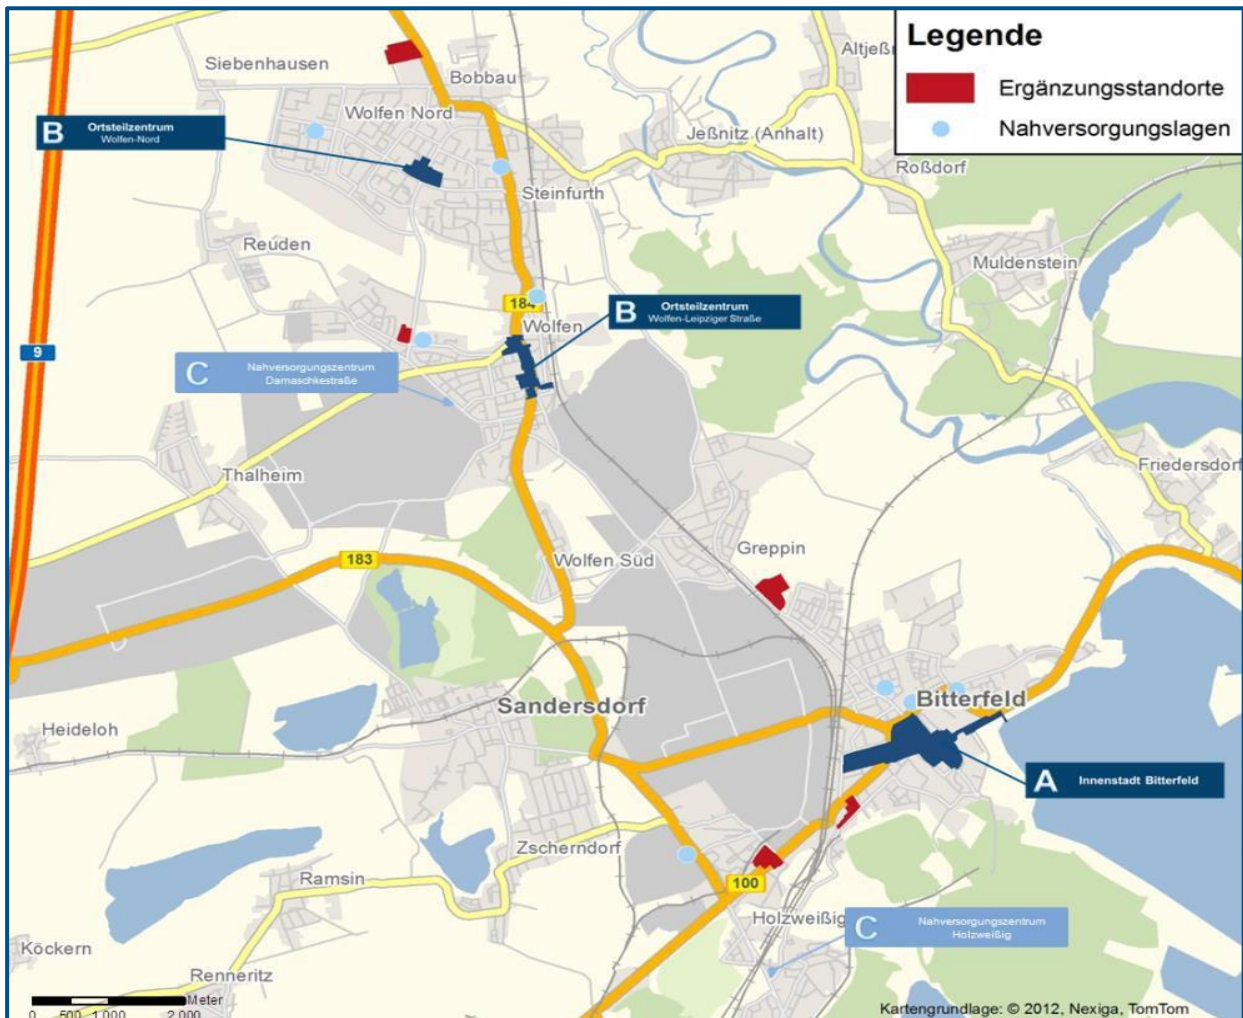 Legende
Ergänzungsstandorte
Nahversorgungslagen
Siebenhausen
Bobbau
Wolfen Nord
B Ortsteilzentrum
Wolfen-Nord
Jeßnitz (Anhalt)
Roßdorf
Steinfurth
Reuden
Muldenstein
184
B Ortsteilzentrum
Wolfen-Leipziger Straße
Wolfen
9
C Nahversorgungszentrum
Damaschkestraße
Thalheim
Friedersdorf
Greppin
Wolfen Süd
183
Sandersdorf
Bitterfeld
Heideloh
A Innenstadt Bitterfeld
Zscherndorf
Ramsin
100
Holzweißig
C Nahversorgungszentrum
Holzweißig
Köckern
Renneritz
Meter
0 500 1.000 2.000
Kartengrundlage: © 2012, Nexiga, TomTom